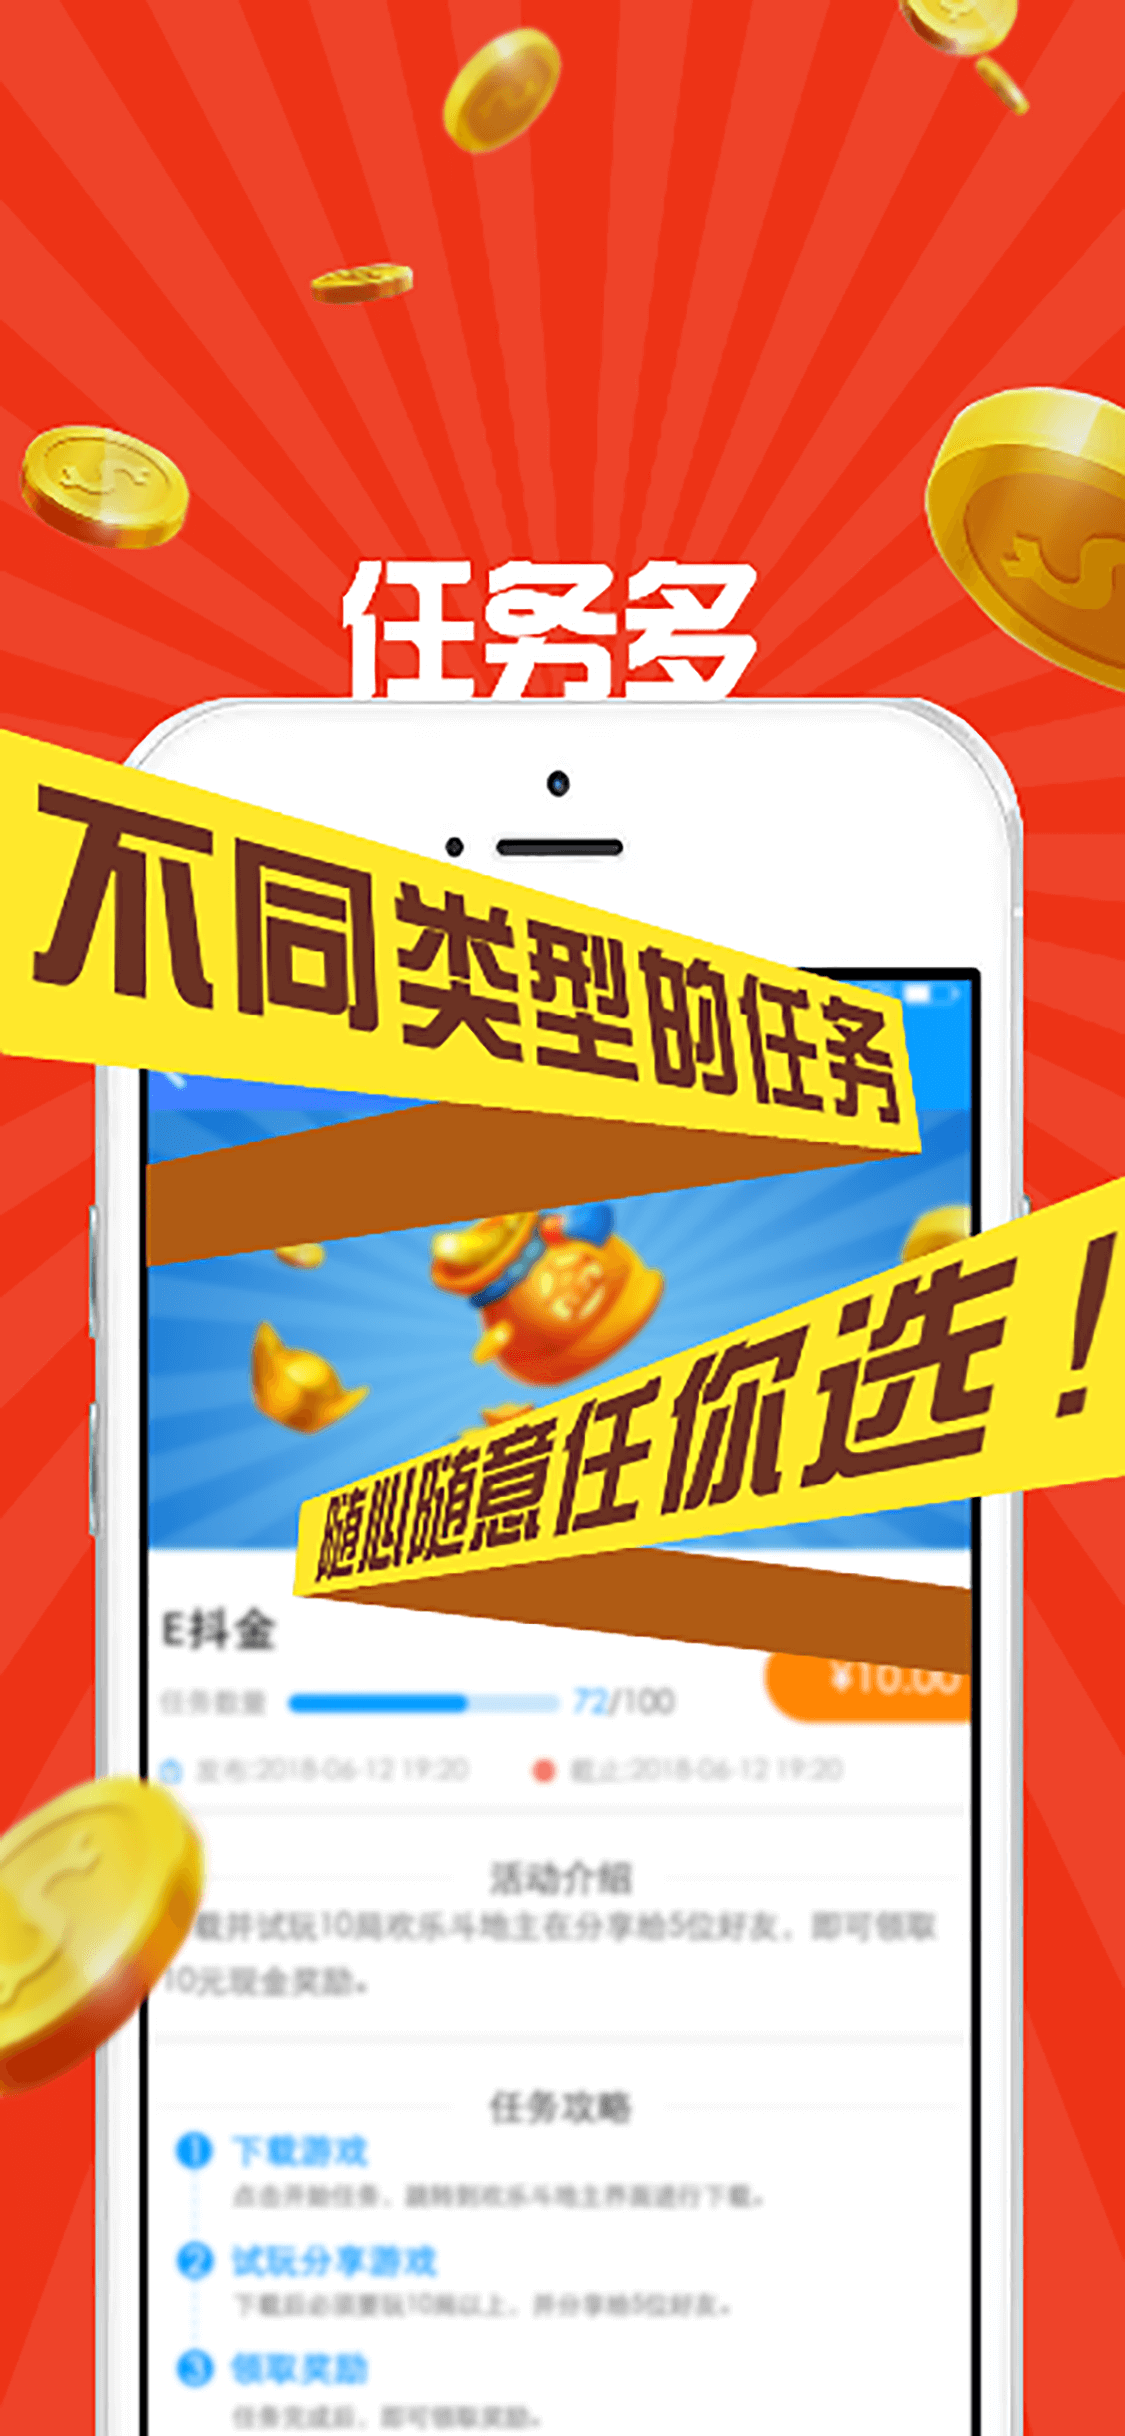 任务多
不同类型的任务
随心随意任你选！
E抖金
¥10.00
任务数量 72/100
发布:2018-06-12 19:20 截止:2018-06-12 19:20
活动介绍
载并试玩10局欢乐斗地主在分享给5位好友，即可领取
10元现金奖励。
任务攻略
1 下载游戏
点击开始任务，跳转到欢乐斗地主界面进行下载。
2 试玩分享游戏
下载后必须要玩10局以上，并分享给5位好友。
3 领取奖励
任务完成后，即可领取奖励。